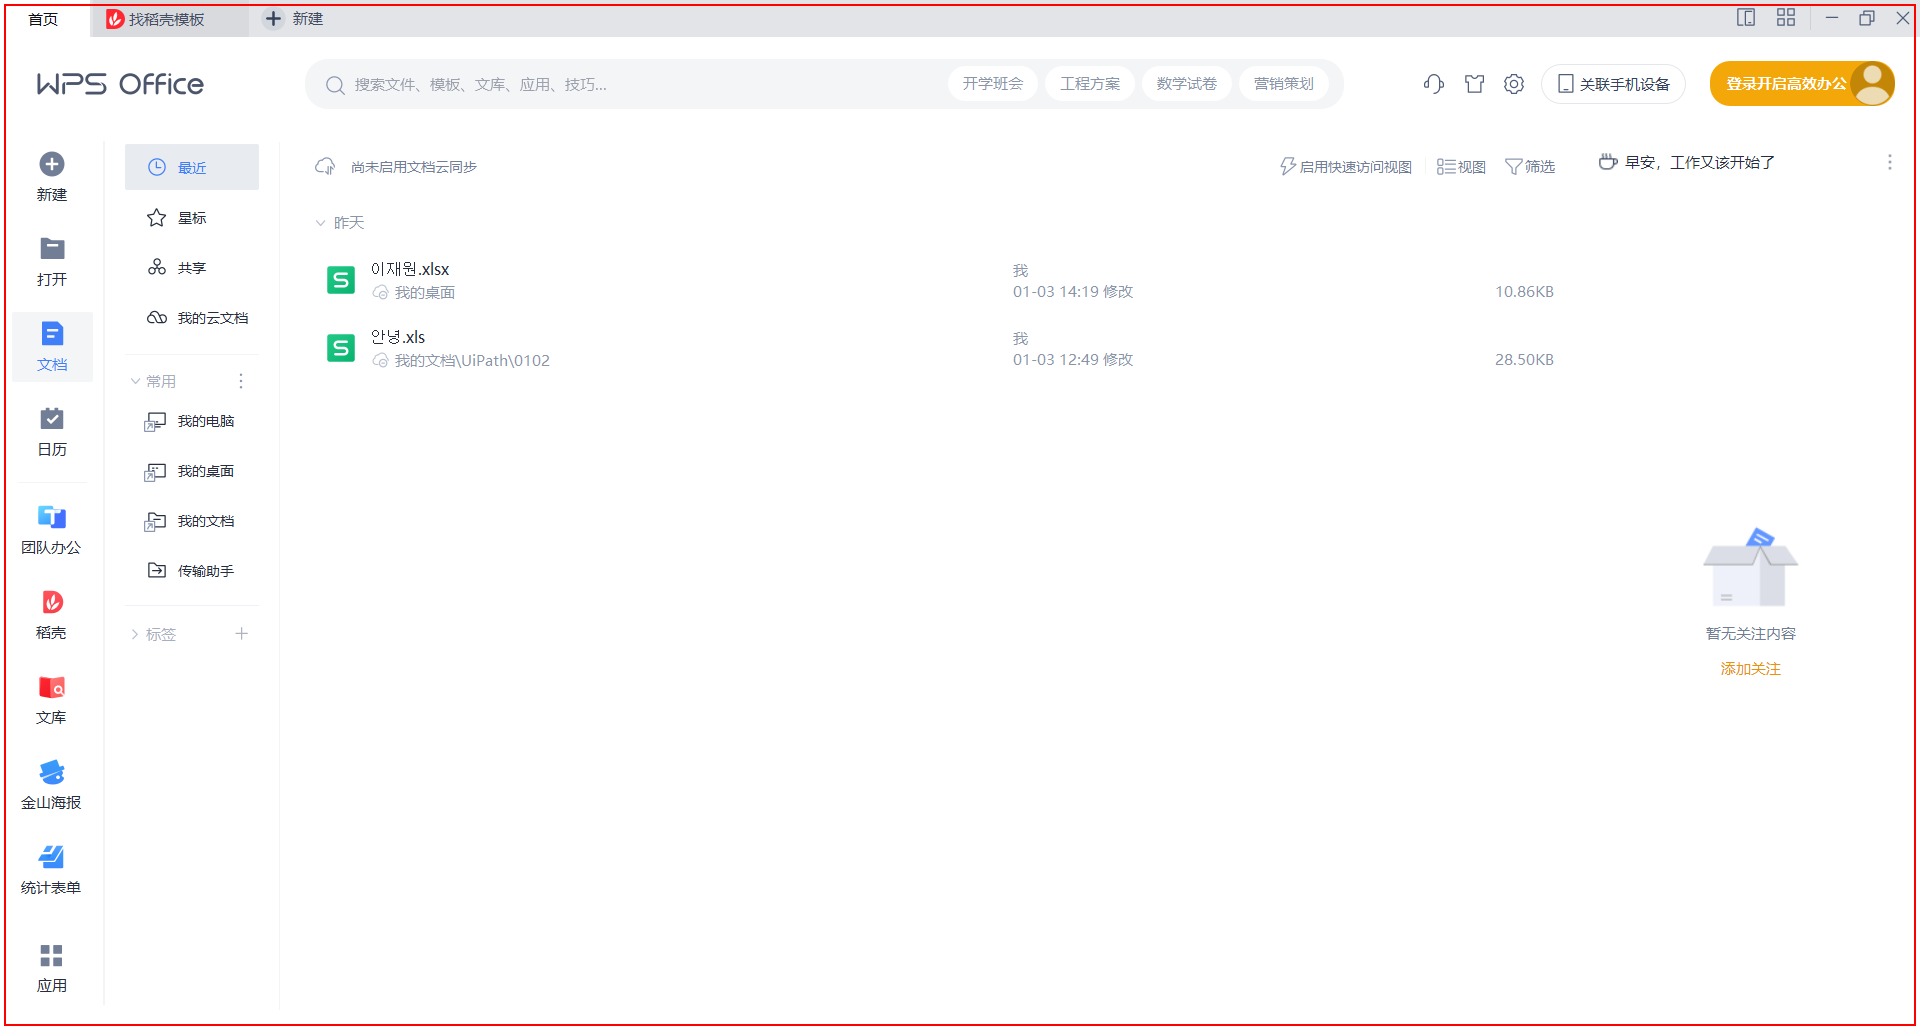 首页
找稻壳模板
新建
WPS Office
搜索文件、模板、文库、应用、技巧...
开学班会
工程方案
数学试卷
营销策划
关联手机设备
登录开启高效办公
新建
打开
文档
日历
团队办公
稻壳
文库
金山海报
统计表单
应用
最近
星标
共享
我的云文档
常用
我的电脑
我的桌面
我的文档
传输助手
标签
尚未启用文档云同步
启用快速访问视图
视图
筛选
昨天
이재원.xlsx
我的桌面
我
01-03 14:19 修改
10.86KB
안녕.xls
我的文档\UiPath\0102
我
01-03 12:49 修改
28.50KB
早安，工作又该开始了
暂无关注内容
添加关注